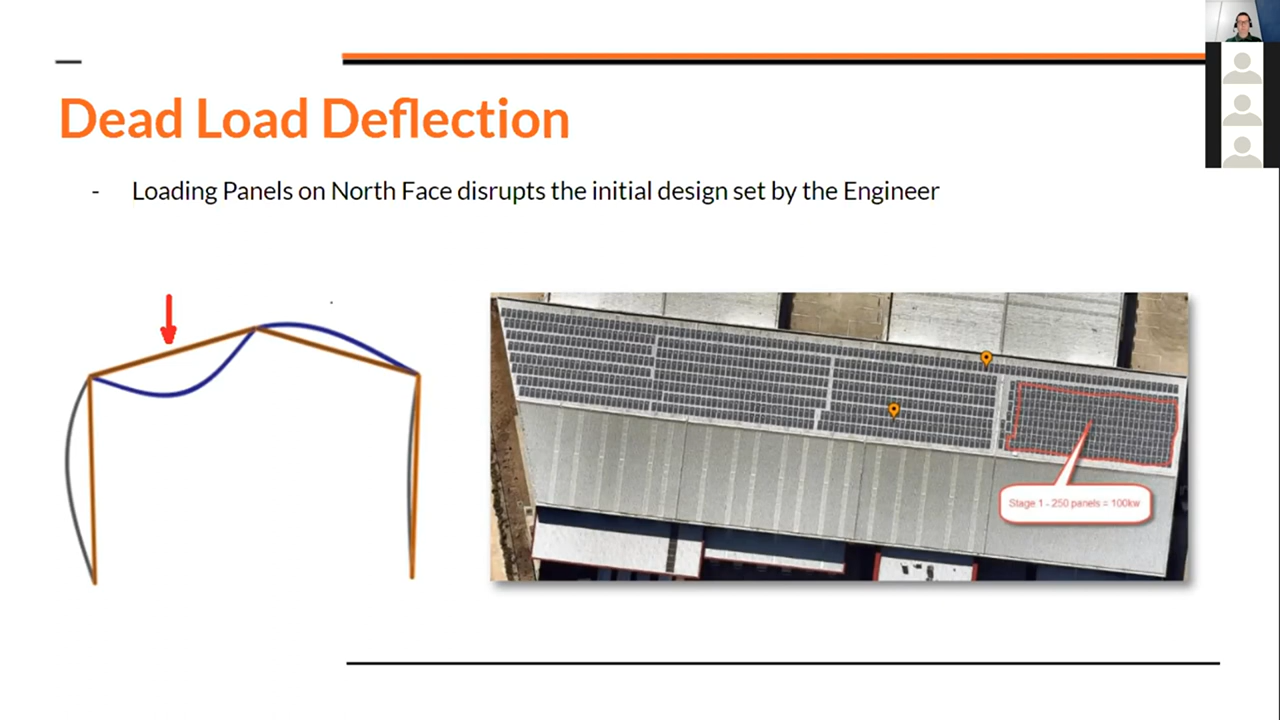 Dead Load Deflection
- Loading Panels on North Face disrupts the initial design set by the Engineer
Stage 1 - 250 panels = 100kw